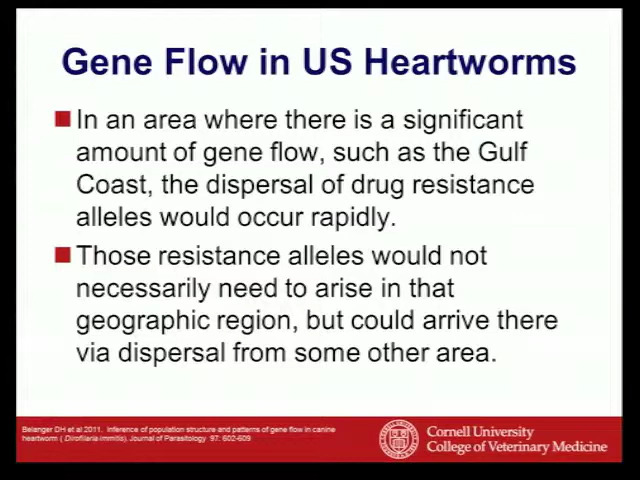 Gene Flow in US Heartworms
In an area where there is a significant
amount of gene flow, such as the Gulf
Coast, the dispersal of drug resistance
alleles would occur rapidly.
Those resistance alleles would not
necessarily need to arise in that
geographic region, but could arrive there
via dispersal from some other area.
Belanger DH et al 2011. Inference of population structure and patterns of gene flow in canine
heartworm ( Dirofilaria immitis). Journal of Parasitology 97: 602-609
Cornell University
College of Veterinary Medicine